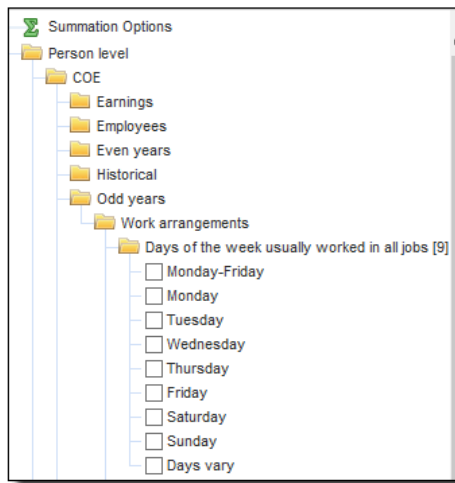 Summation Options
Person level
COE
Earnings
Employees
Even years
Historical
Odd years
Work arrangements
Days of the week usually worked in all jobs [9]
Monday-Friday
Monday
Tuesday
Wednesday
Thursday
Friday
Saturday
Sunday
Days vary